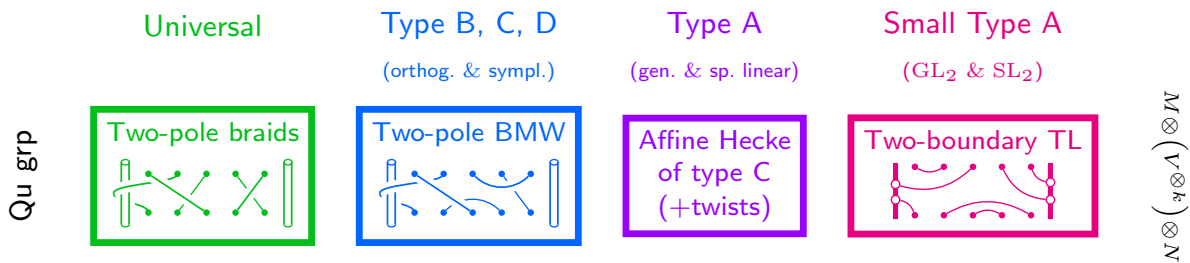 Universal
Type B, C, D
(orthog. & sympl.)
Type A
(gen. & sp. linear)
Small Type A
(GL₂ & SL₂)
Qu grp
Two-pole braids
Two-pole BMW
Affine Hecke
of type C
(+twists)
Two-boundary TL
M ⊗ (V^{⊗k}) ⊗ N